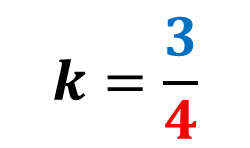 k = 3/4